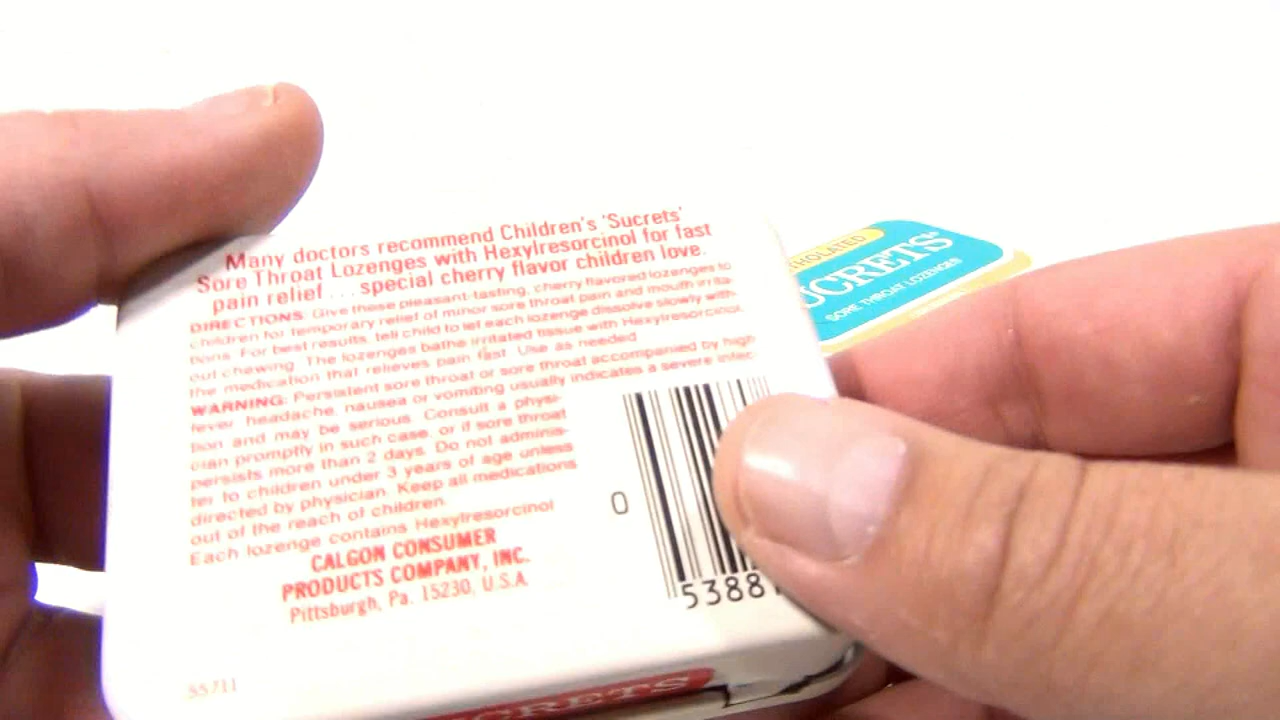 Many doctors recommend Children's 'Sucrets'
Sore Throat Lozenges with Hexylresorcinol for fast
pain relief ... special cherry flavor children love.
DIRECTIONS: Give these pleasant-tasting, cherry flavored lozenges to
children for temporary relief of minor sore throat pain and mouth irrita-
tions. For best results, tell child to let each lozenge dissolve slowly with-
out chewing. The lozenges bathe irritated tissue with Hexylresorcinol,
the medication that relieves pain fast. Use as needed.
WARNING: Persistent sore throat or sore throat accompanied by high
fever, headache, nausea or vomiting usually indicates a severe infec-
tion and may be serious. Consult a physi-
cian promptly in such case, or if sore throat
persists more than 2 days. Do not adminis-
ter to children under 3 years of age unless
directed by physician. Keep all medications
out of the reach of children.
Each lozenge contains Hexylresorcinol
CALGON CONSUMER
PRODUCTS COMPANY, INC.
Pittsburgh, Pa. 15230, U.S.A.
S5711
0
5388
CRETS
THOLATED
UCRETS®
SORE THROAT LOZENGES